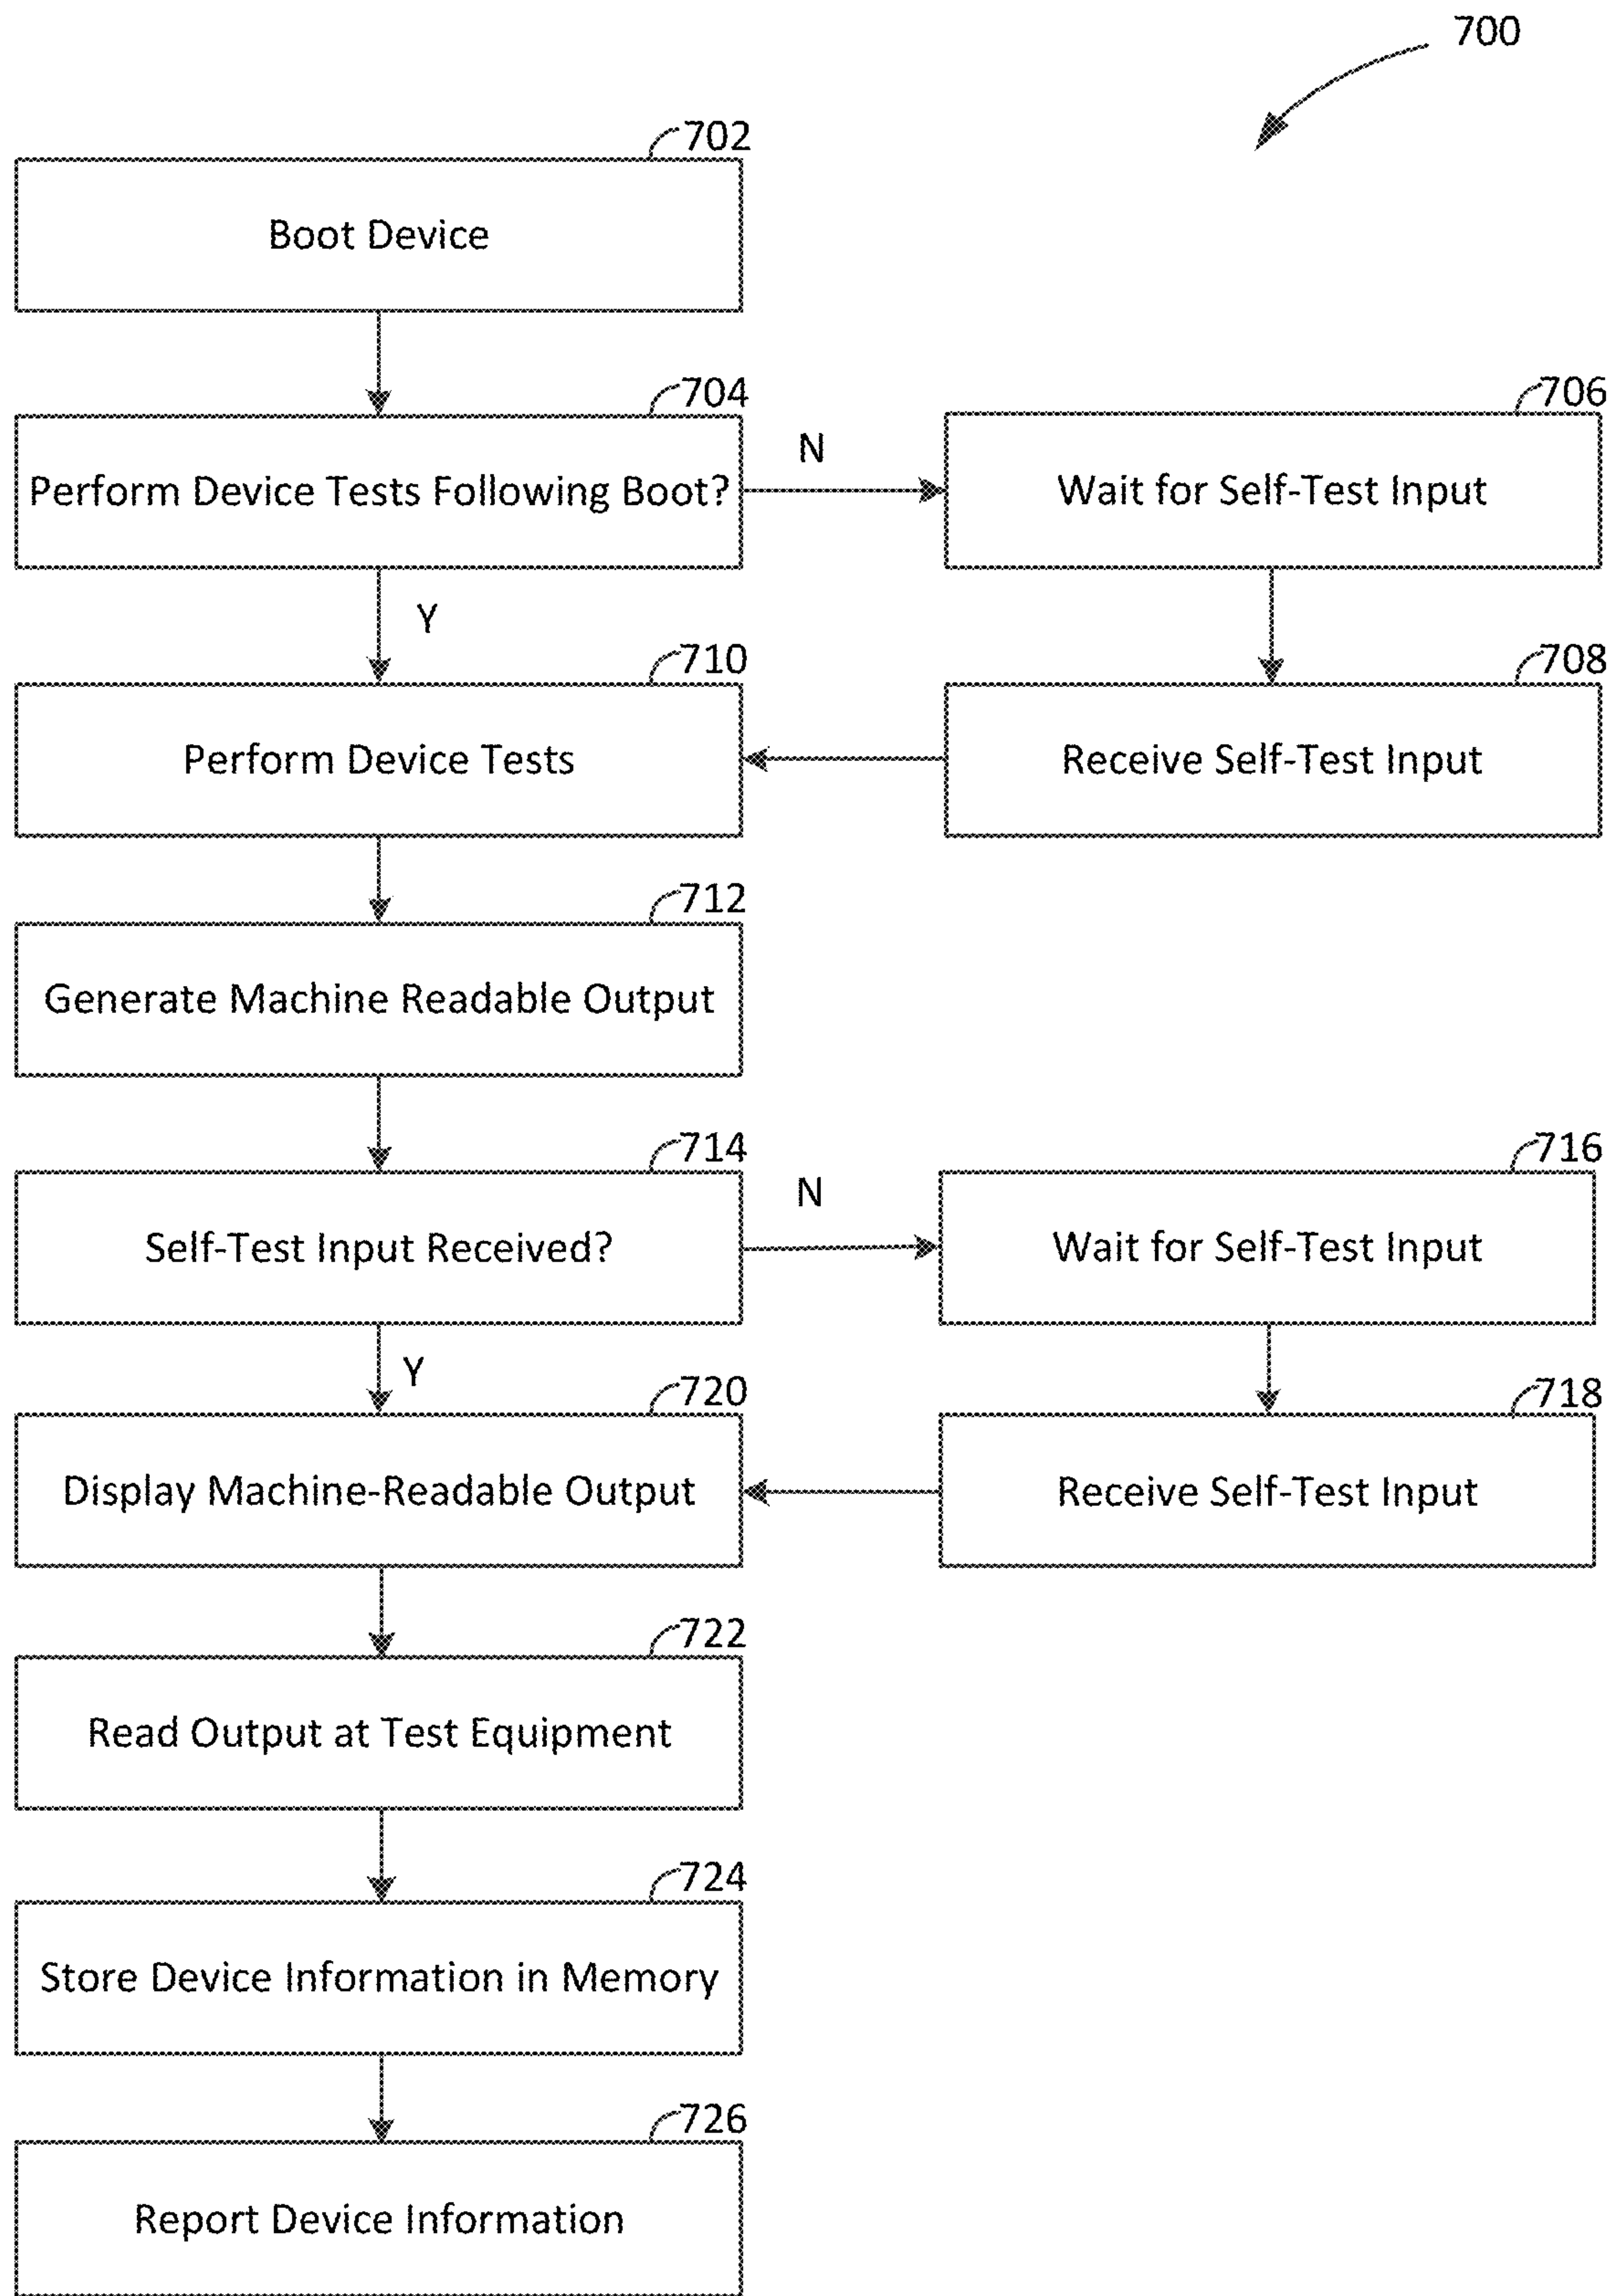 700
702
Boot Device
704
706
Perform Device Tests Following Boot?
N
Wait for Self-Test Input
Y
710
708
Perform Device Tests
Receive Self-Test Input
712
Generate Machine Readable Output
714
716
Self-Test Input Received?
N
Wait for Self-Test Input
Y
720
718
Display Machine-Readable Output
Receive Self-Test Input
722
Read Output at Test Equipment
724
Store Device Information in Memory
726
Report Device Information